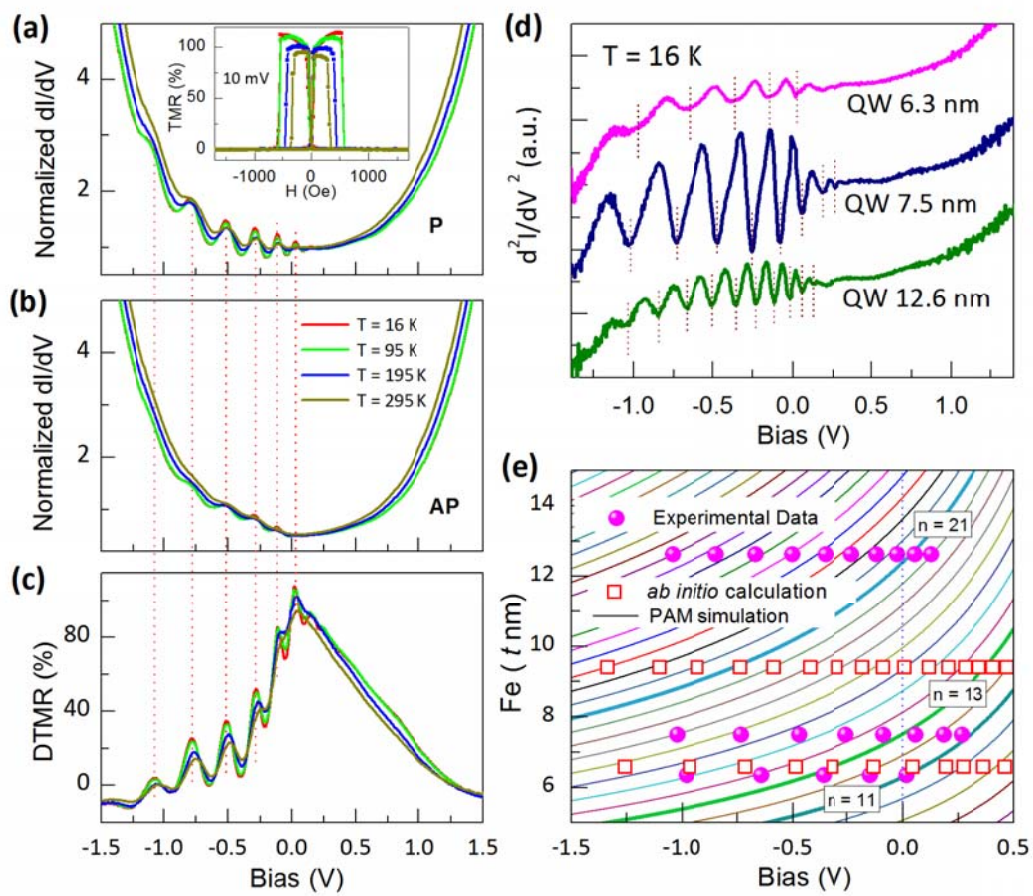 (a)
Normalized dI/dV
4
2
TMR (%)
100
50
0
10 mV
-1000 0 1000
H (Oe)
P
(b)
Normalized dI/dV
4
2
T = 16 K
T = 95 K
T = 195 K
T = 295 K
AP
(c)
DTMR (%)
80
40
0
-1.5 -1.0 -0.5 0.0 0.5 1.0 1.5
Bias (V)
(d)
T = 16 K
d²I/dV² (a.u.)
QW 6.3 nm
QW 7.5 nm
QW 12.6 nm
-1.0 -0.5 0.0 0.5 1.0
Bias (V)
(e)
Fe ( t nm)
14
12
10
8
6
Experimental Data
ab initio calculation
PAM simulation
n = 21
n = 13
n = 11
-1.5 -1.0 -0.5 0.0 0.5
Bias (V)